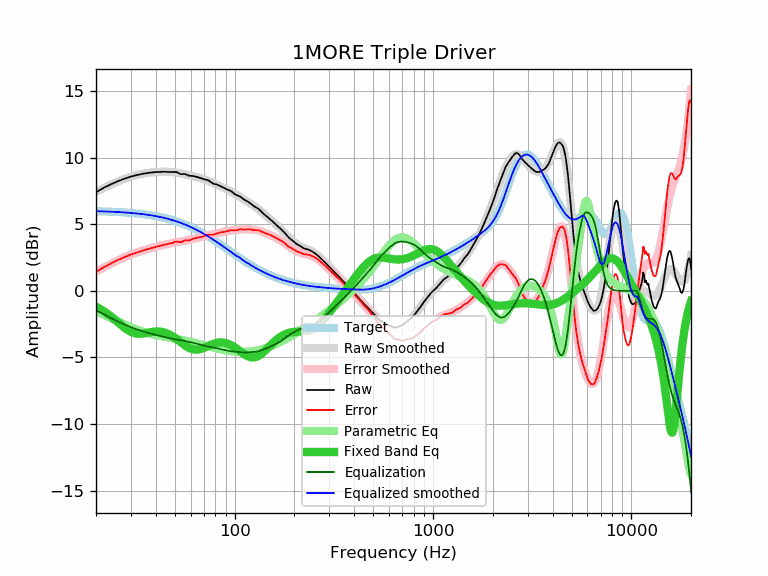 1MORE Triple Driver
Amplitude (dBr)
15
10
5
0
−5
−10
−15
Target
Raw Smoothed
Error Smoothed
Raw
Error
Parametric Eq
Fixed Band Eq
Equalization
Equalized smoothed
100
1000
10000
Frequency (Hz)